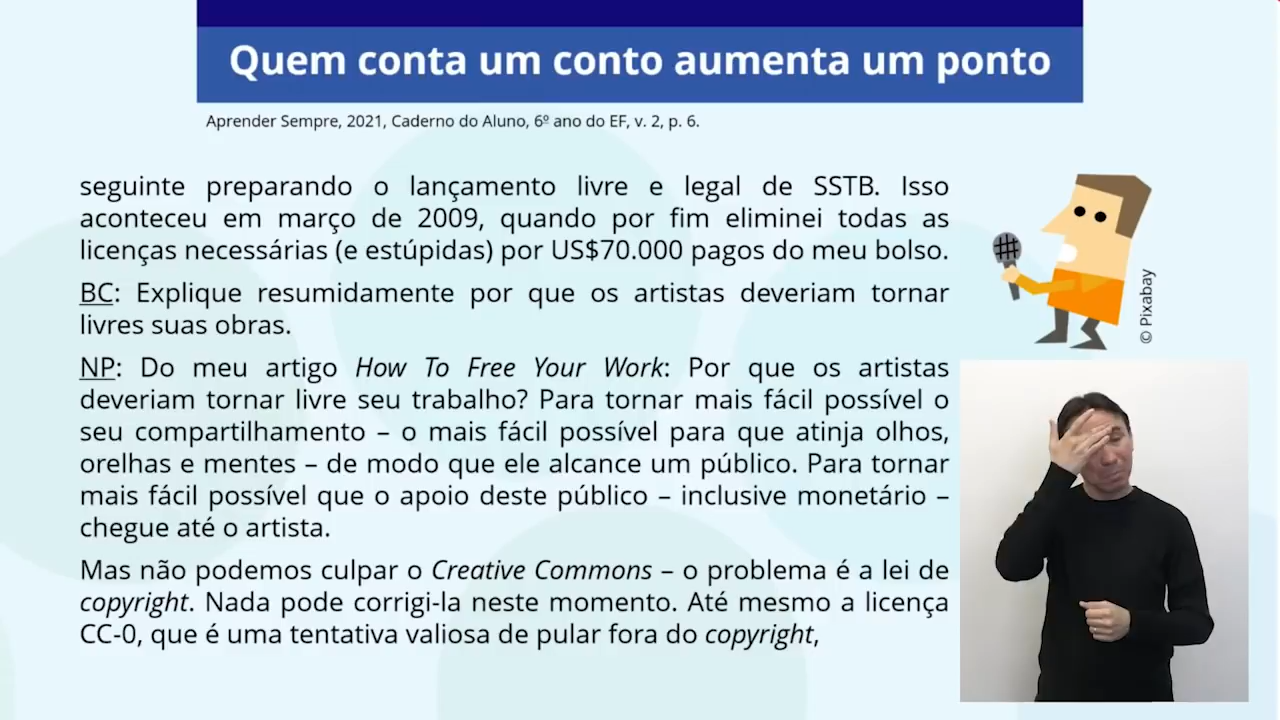 Quem conta um conto aumenta um ponto
Aprender Sempre, 2021, Caderno do Aluno, 6º ano do EF, v. 2, p. 6.
seguinte preparando o lançamento livre e legal de SSTB. Isso
aconteceu em março de 2009, quando por fim eliminei todas as
licenças necessárias (e estúpidas) por US$70.000 pagos do meu bolso.
BC: Explique resumidamente por que os artistas deveriam tornar
livres suas obras.
NP: Do meu artigo How To Free Your Work: Por que os artistas
deveriam tornar livre seu trabalho? Para tornar mais fácil possível o
seu compartilhamento – o mais fácil possível para que atinja olhos,
orelhas e mentes – de modo que ele alcance um público. Para tornar
mais fácil possível que o apoio deste público – inclusive monetário –
chegue até o artista.
Mas não podemos culpar o Creative Commons – o problema é a lei de
copyright. Nada pode corrigi-la neste momento. Até mesmo a licença
CC-0, que é uma tentativa valiosa de pular fora do copyright,
© Pixabay